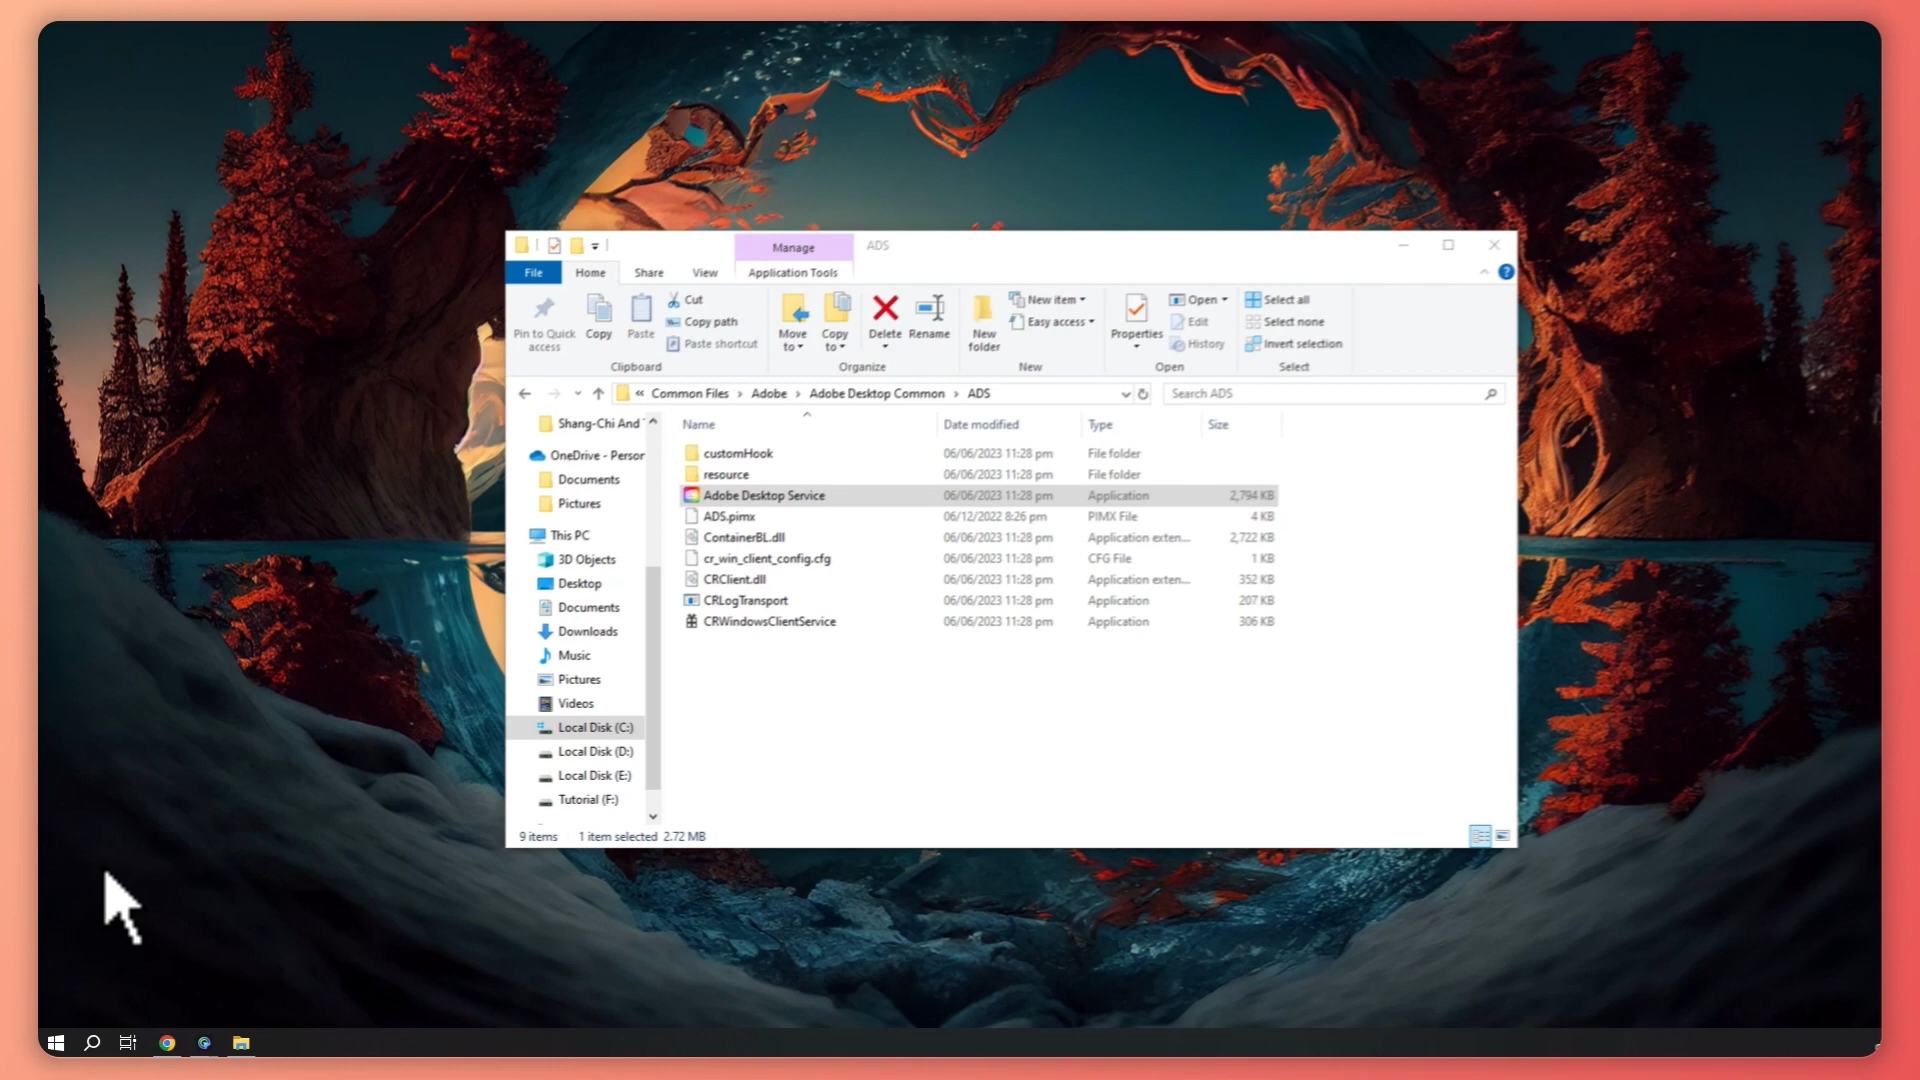 Manage
ADS
File
Home
Share
View
Application Tools
Pin to Quick access
Copy
Paste
Cut
Copy path
Paste shortcut
Clipboard
Move to
Copy to
Delete
Rename
Organize
New folder
New item
Easy access
New
Properties
Open
Edit
History
Open
Select all
Select none
Invert selection
Select
« Common Files > Adobe > Adobe Desktop Common > ADS
Search ADS
Shang-Chi And
OneDrive - Person
Documents
Pictures
This PC
3D Objects
Desktop
Documents
Downloads
Music
Pictures
Videos
Local Disk (C:)
Local Disk (D:)
Local Disk (E:)
Tutorial (F:)
Name Date modified Type Size
customHook 06/06/2023 11:28 pm File folder
resource 06/06/2023 11:28 pm File folder
Adobe Desktop Service 06/06/2023 11:28 pm Application 2,794 KB
ADS.pimx 06/12/2022 8:26 pm PIMX File 4 KB
ContainerBL.dll 06/06/2023 11:28 pm Application exten... 2,722 KB
cr_win_client_config.cfg 06/06/2023 11:28 pm CFG File 1 KB
CRClient.dll 06/06/2023 11:28 pm Application exten... 352 KB
CRLogTransport 06/06/2023 11:28 pm Application 207 KB
CRWindowsClientService 06/06/2023 11:28 pm Application 306 KB
9 items 1 item selected 2.72 MB